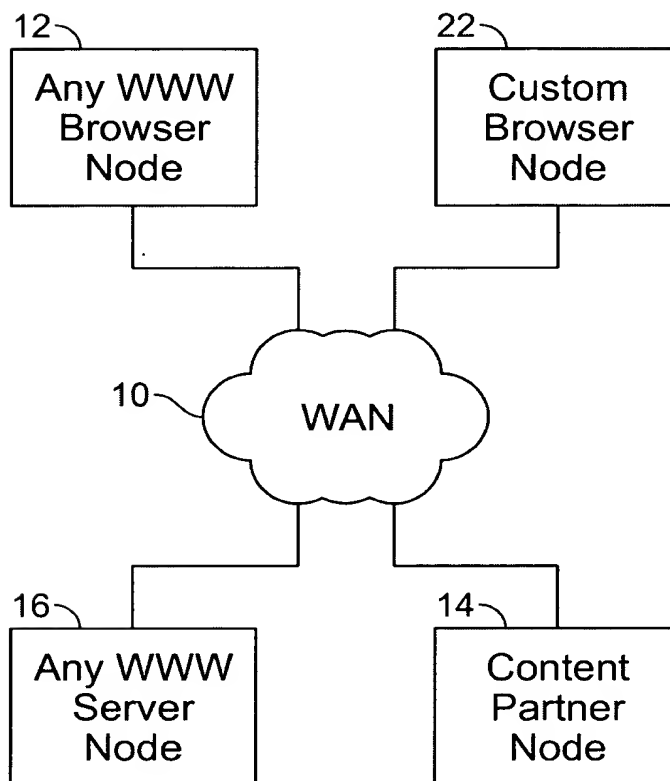 12
22
Any WWW
Browser
Node
Custom
Browser
Node
10
WAN
16
14
Any WWW
Server
Node
Content
Partner
Node